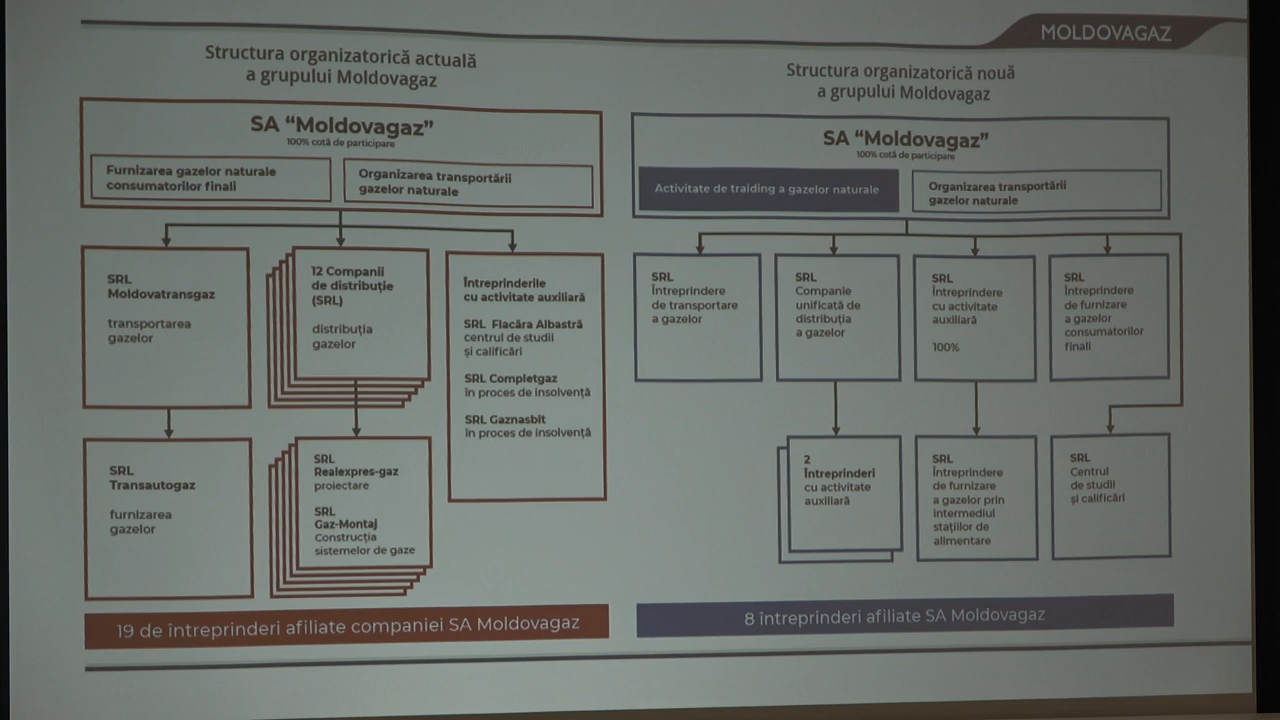 MOLDOVAGAZ
Structura organizatorică actuală
a grupului Moldovagaz
SA “Moldovagaz”
100% cotă de participare
Furnizarea gazelor naturale
consumatorilor finali
Organizarea transportării
gazelor naturale
SRL
Moldovatransgaz
transportarea
gazelor
12 Companii
de distribuție
(SRL)
distribuția
gazelor
Întreprinderile
cu activitate auxiliară
SRL Flacăra Albastră
centrul de studii
și calificări
SRL Completgaz
în proces de insolvență
SRL Gaznasbit
în proces de insolvență
SRL
Transautogaz
furnizarea
gazelor
SRL
Realexpres-gaz
proiectare
SRL
Gaz-Montaj
Construcția
sistemelor de gaze
19 de întreprinderi afiliate companiei SA Moldovagaz
Structura organizatorică nouă
a grupului Moldovagaz
SA “Moldovagaz”
100% cotă de participare
Activitate de traiding a gazelor naturale
Organizarea transportării
gazelor naturale
SRL
Întreprindere
de transportare
a gazelor
SRL
Companie
unificată de
distribuția
a gazelor
SRL
Întreprindere
cu activitate
auxiliară
100%
SRL
Întreprindere
de furnizare
a gazelor
consumatorilor
finali
2
Întreprinderi
cu activitate
auxiliară
SRL
Întreprindere
de furnizare
a gazelor prin
intermediul
stațiilor de
alimentare
SRL
Centrul
de studii
și calificări
8 întreprinderi afiliate SA Moldovagaz